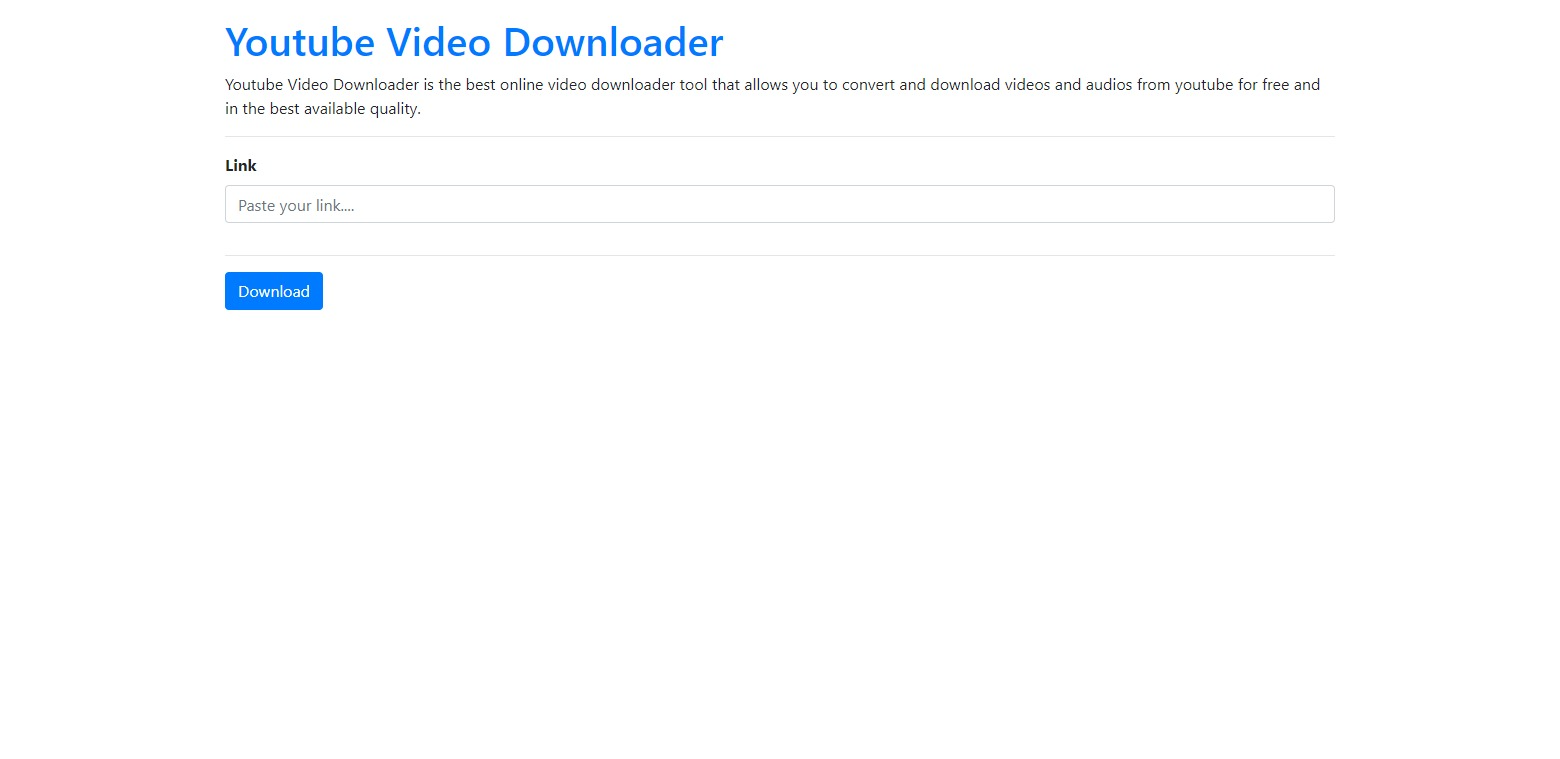 Youtube Video Downloader
Youtube Video Downloader is the best online video downloader tool that allows you to convert and download videos and audios from youtube for free and
in the best available quality.
Link
Paste your link....
Download